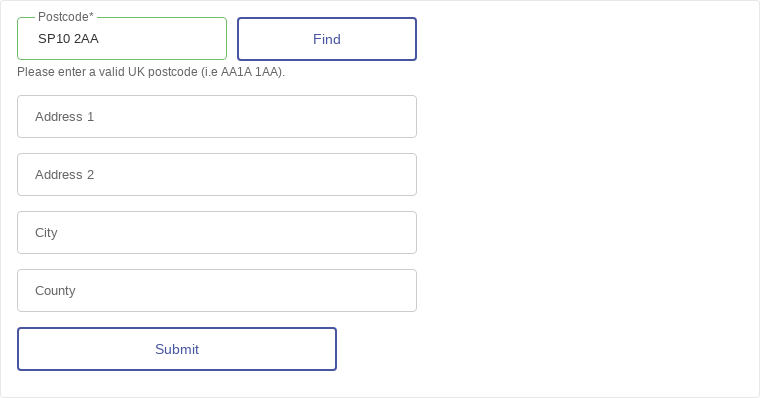 Postcode*
SP10 2AA
Find
Please enter a valid UK postcode (i.e AA1A 1AA).
Address 1
Address 2
City
County
Submit